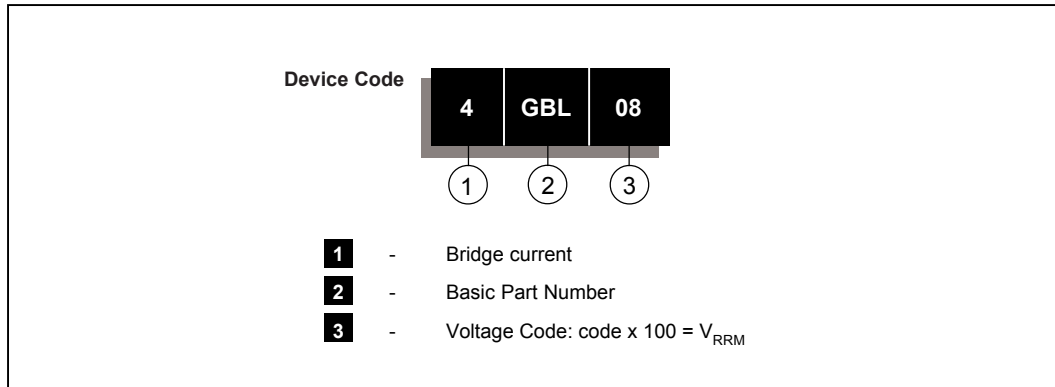 Device Code
4 GBL 08
1 2 3
1 - Bridge current
2 - Basic Part Number
3 - Voltage Code: code x 100 = VRRM